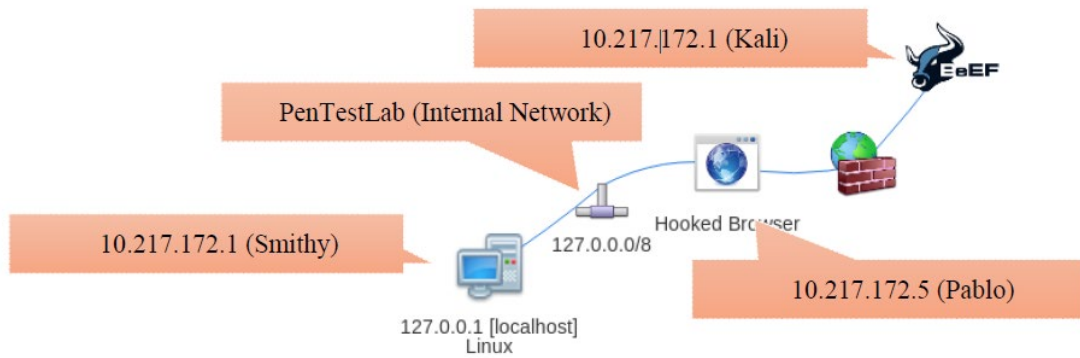 10.217.172.1 (Kali)
BeEF
PenTestLab (Internal Network)
10.217.172.1 (Smithy)
127.0.0.0/8
Hooked Browser
10.217.172.5 (Pablo)
127.0.0.1 [localhost]
Linux